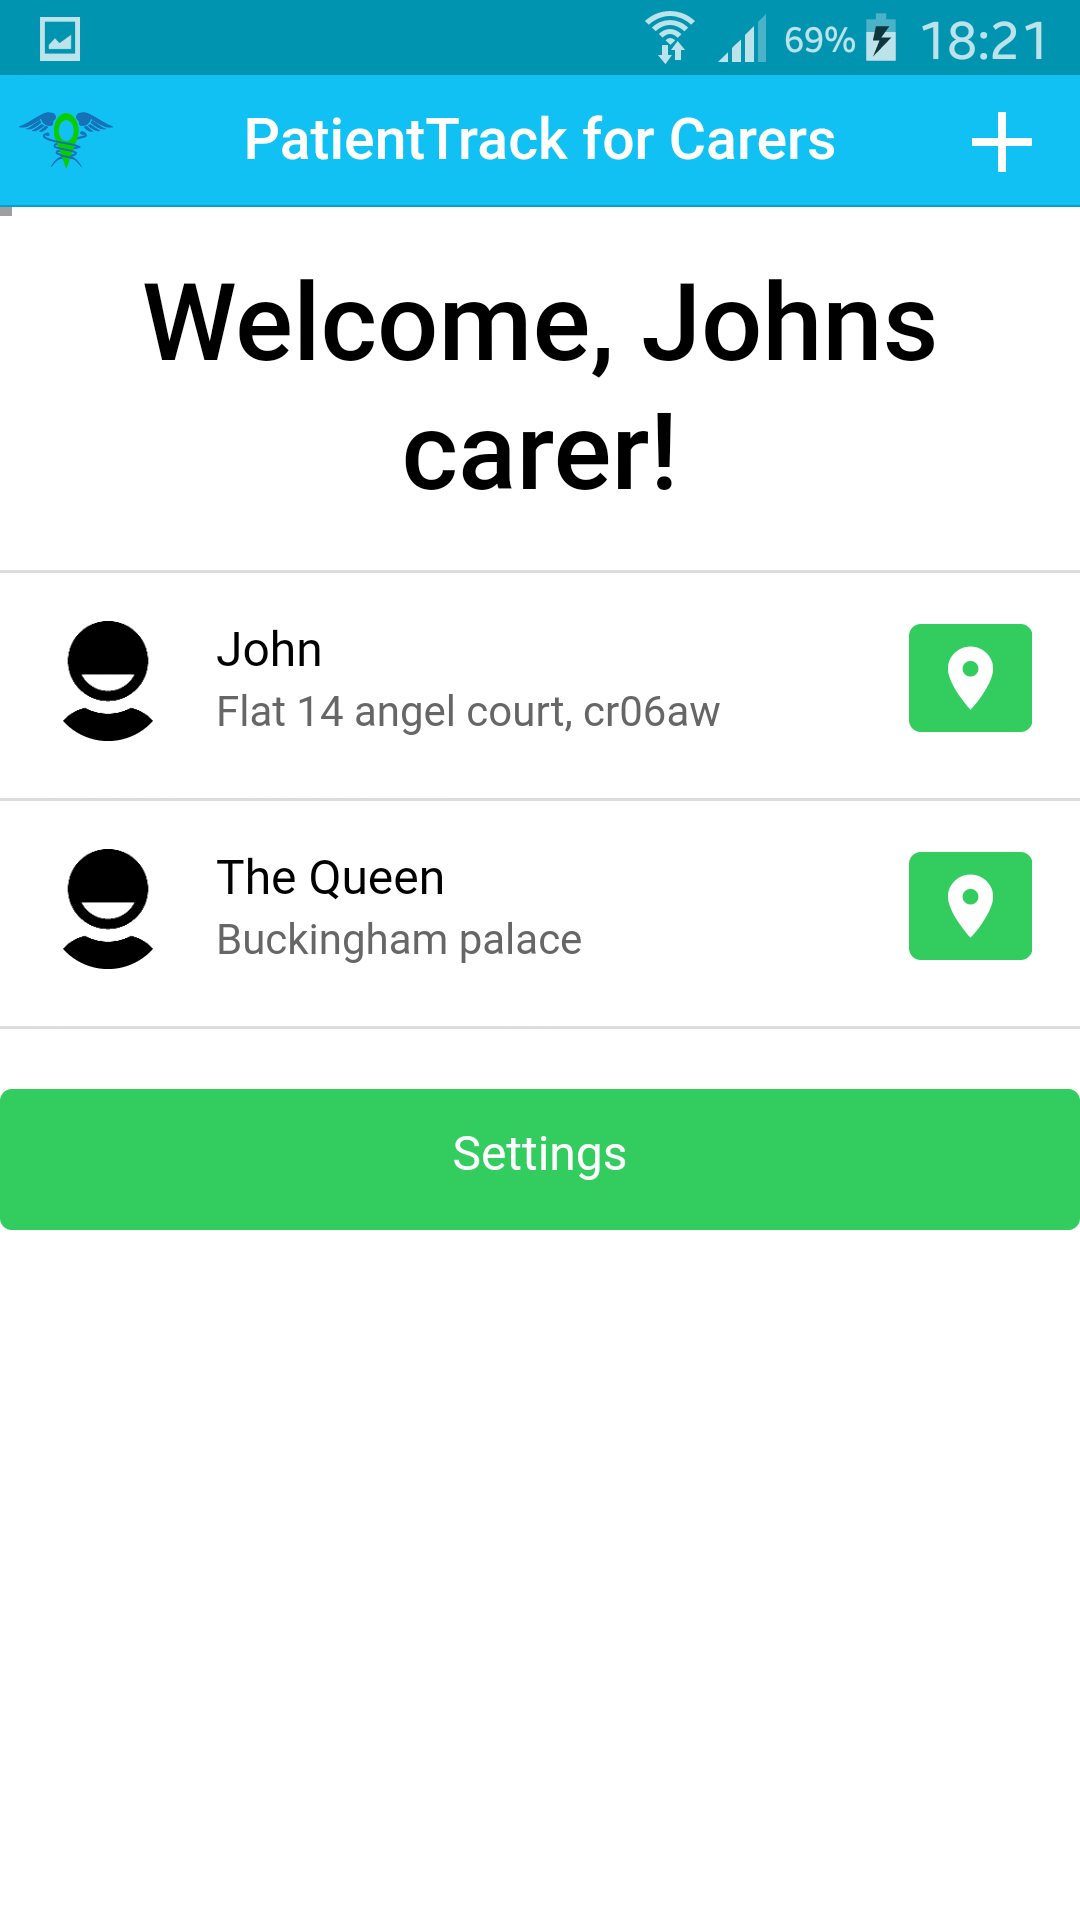 69% 18:21
PatientTrack for Carers
Welcome, Johns
carer!
John
Flat 14 angel court, cr06aw
The Queen
Buckingham palace
Settings